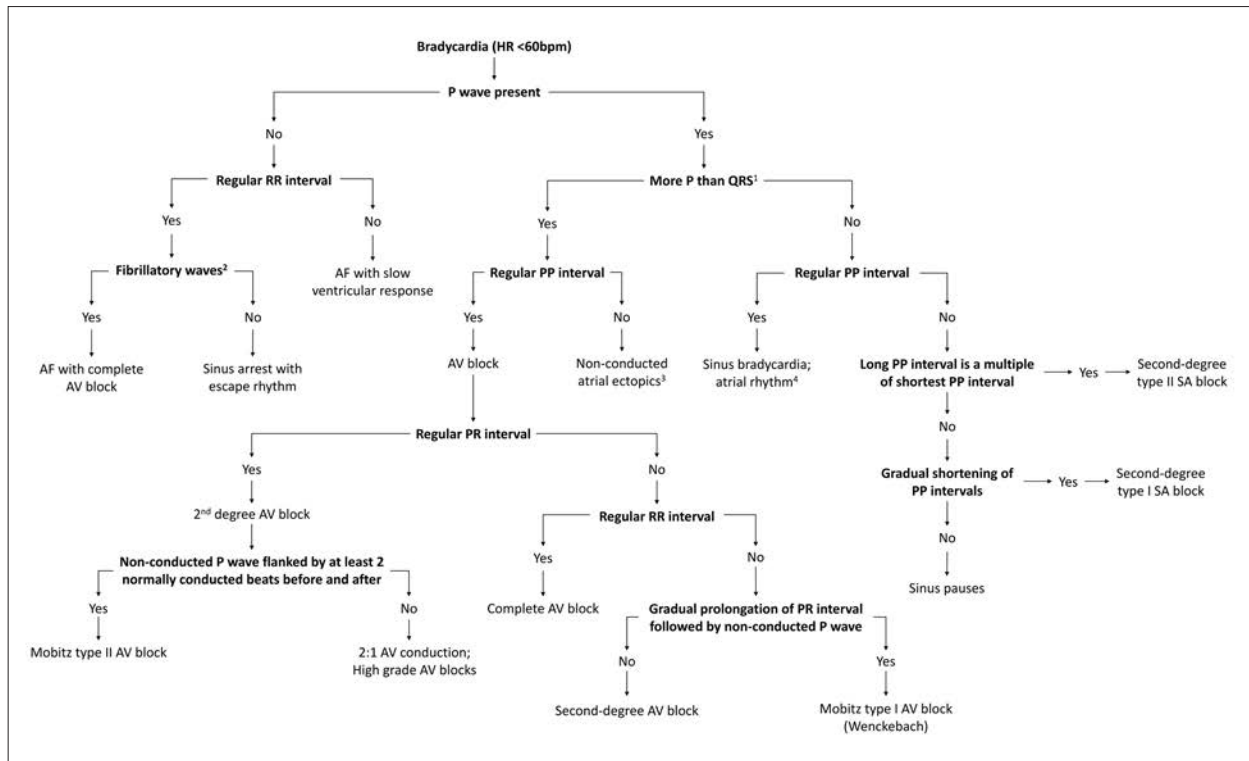 Bradycardia (HR <60bpm)
P wave present
No
Yes
Regular RR interval
More P than QRS¹
Yes
No
Yes
No
Fibrillatory waves²
AF with slow
ventricular response
Regular PP interval
Regular PP interval
Yes
No
Yes
No
Yes
No
AF with complete
AV block
Sinus arrest with
escape rhythm
AV block
Non-conducted
atrial ectopics³
Sinus bradycardia;
atrial rhythm⁴
Long PP interval is a multiple
of shortest PP interval
Yes
Second-degree
type II SA block
Regular PR interval
No
Yes
No
Gradual shortening of
PP intervals
Yes
Second-degree
type I SA block
2nd degree AV block
Regular RR interval
No
Non-conducted P wave flanked by at least 2
normally conducted beats before and after
Yes
No
Sinus pauses
Yes
No
Complete AV block
Gradual prolongation of PR interval
followed by non-conducted P wave
Mobitz type II AV block
2:1 AV conduction;
High grade AV blocks
No
Yes
Second-degree AV block
Mobitz type I AV block
(Wenckebach)